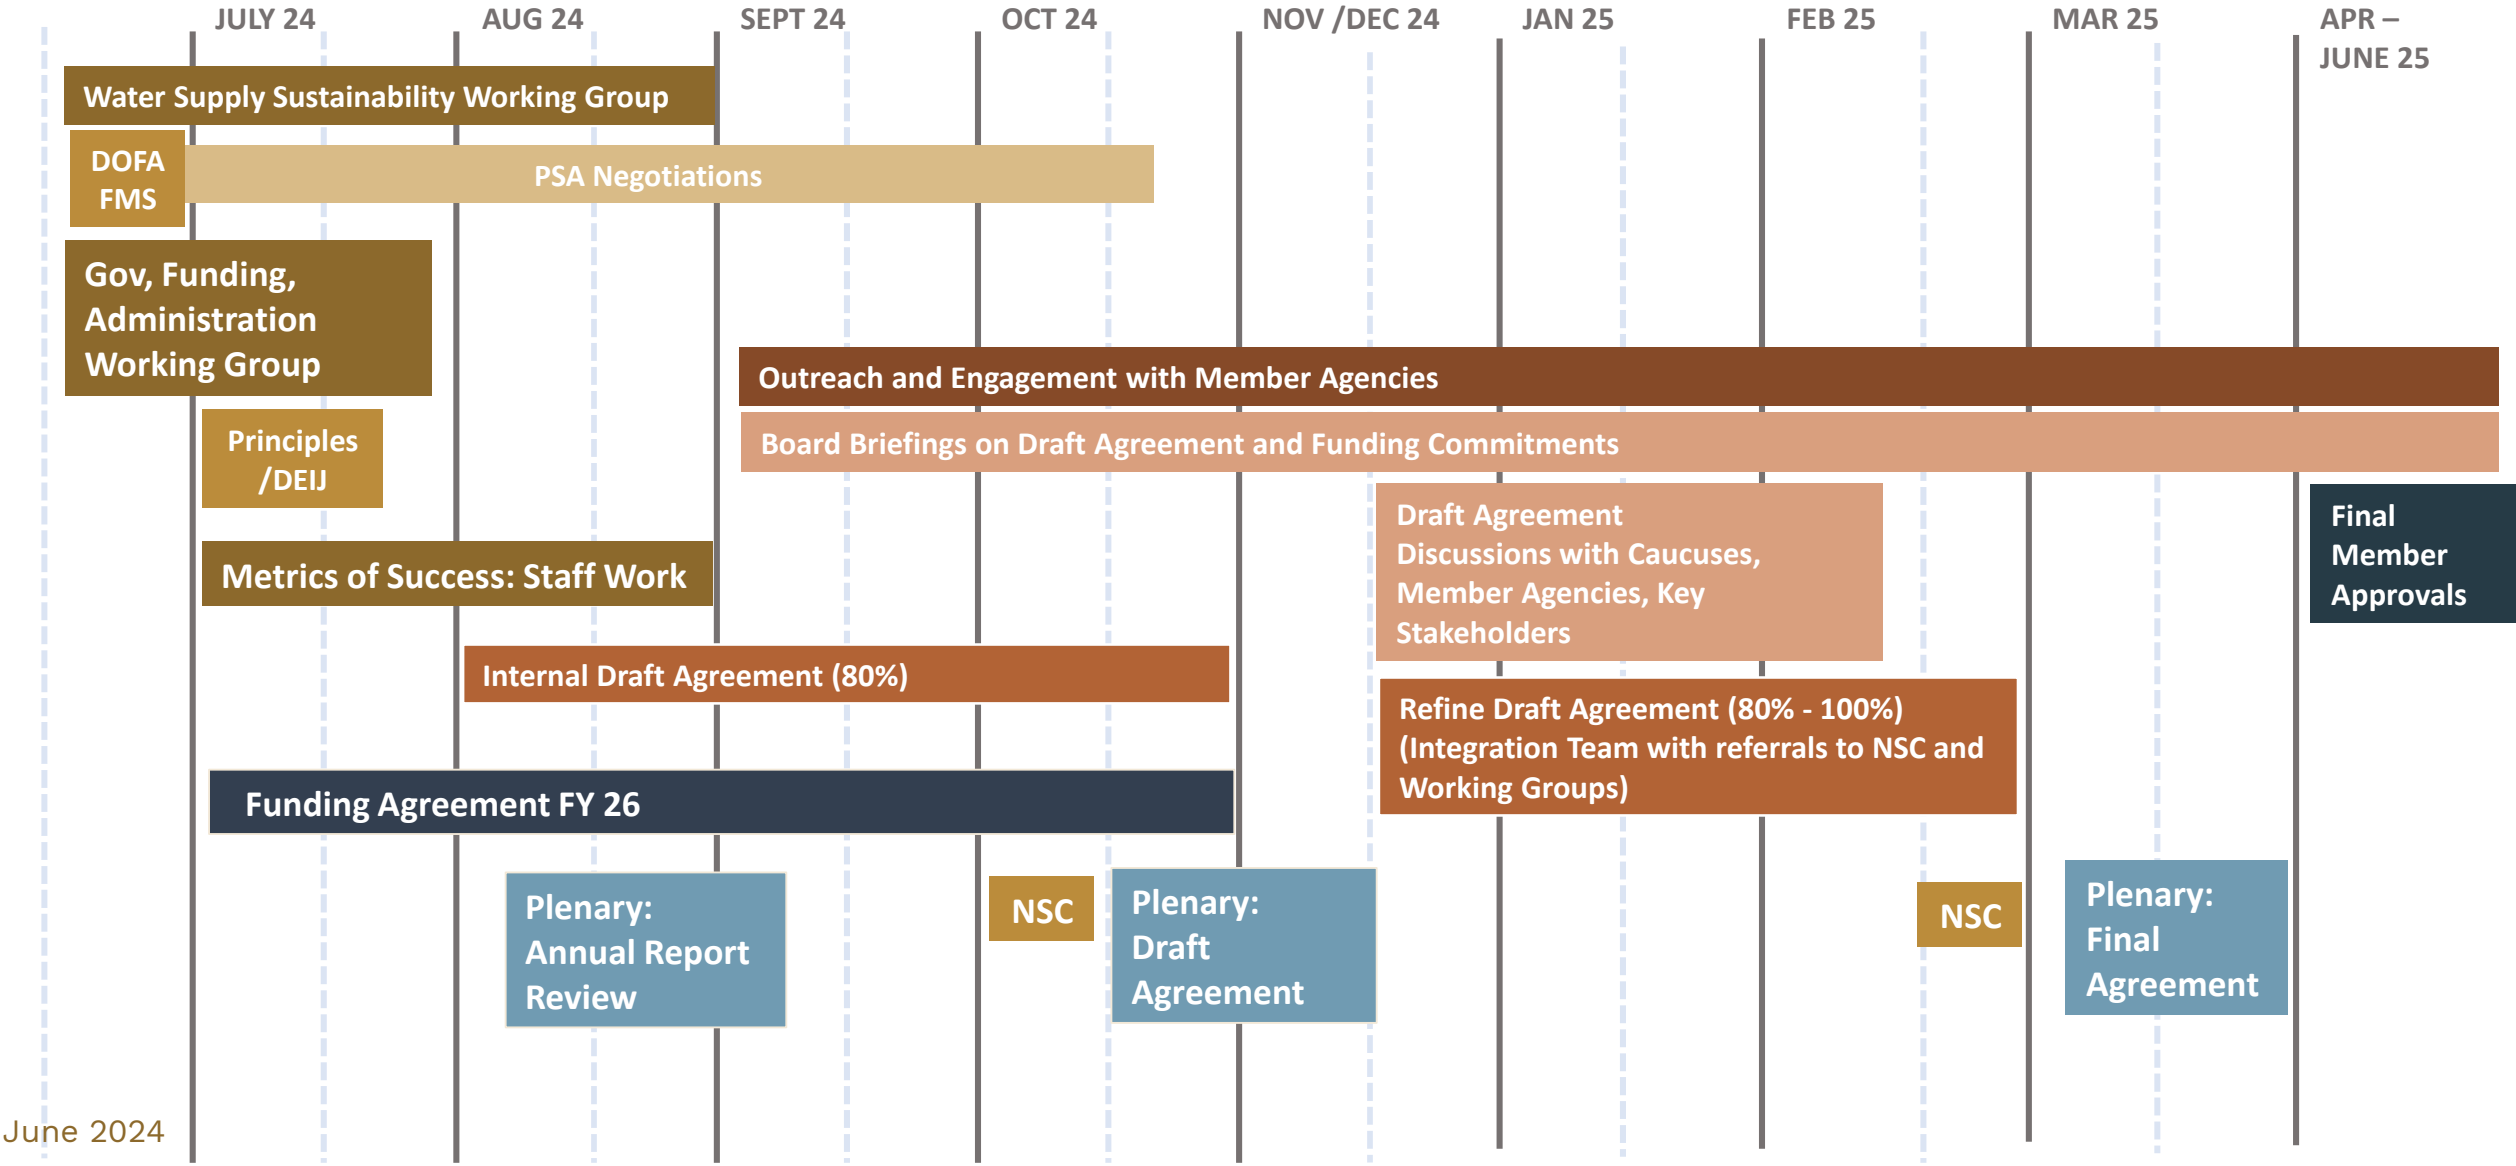 JULY 24
AUG 24
SEPT 24
OCT 24
NOV /DEC 24
JAN 25
FEB 25
MAR 25
APR –
JUNE 25
Water Supply Sustainability Working Group
DOFA
FMS
PSA Negotiations
Gov, Funding,
Administration
Working Group
Outreach and Engagement with Member Agencies
Principles
/DEIJ
Board Briefings on Draft Agreement and Funding Commitments
Draft Agreement
Discussions with Caucuses,
Member Agencies, Key
Stakeholders
Final
Member
Approvals
Metrics of Success: Staff Work
Internal Draft Agreement (80%)
Refine Draft Agreement (80% - 100%)
(Integration Team with referrals to NSC and
Working Groups)
Funding Agreement FY 26
Plenary:
Annual Report
Review
NSC
Plenary:
Draft
Agreement
NSC
Plenary:
Final
Agreement
June 2024